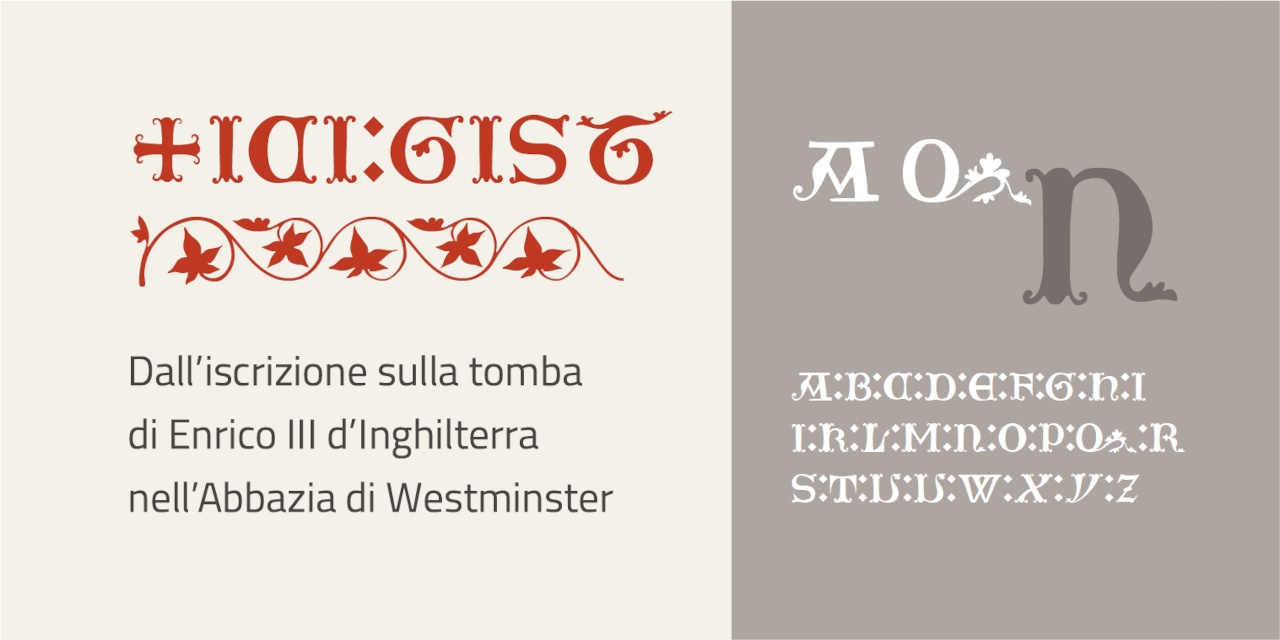 ✠ICI:GIST
Dall’iscrizione sulla tomba
di Enrico III d’Inghilterra
nell’Abbazia di Westminster
A Q n
A:B:C:D:E:F:G:h:I
I:K:L:M:N:O:P:Q:R
S:T:U:U:W:X:Y:Z